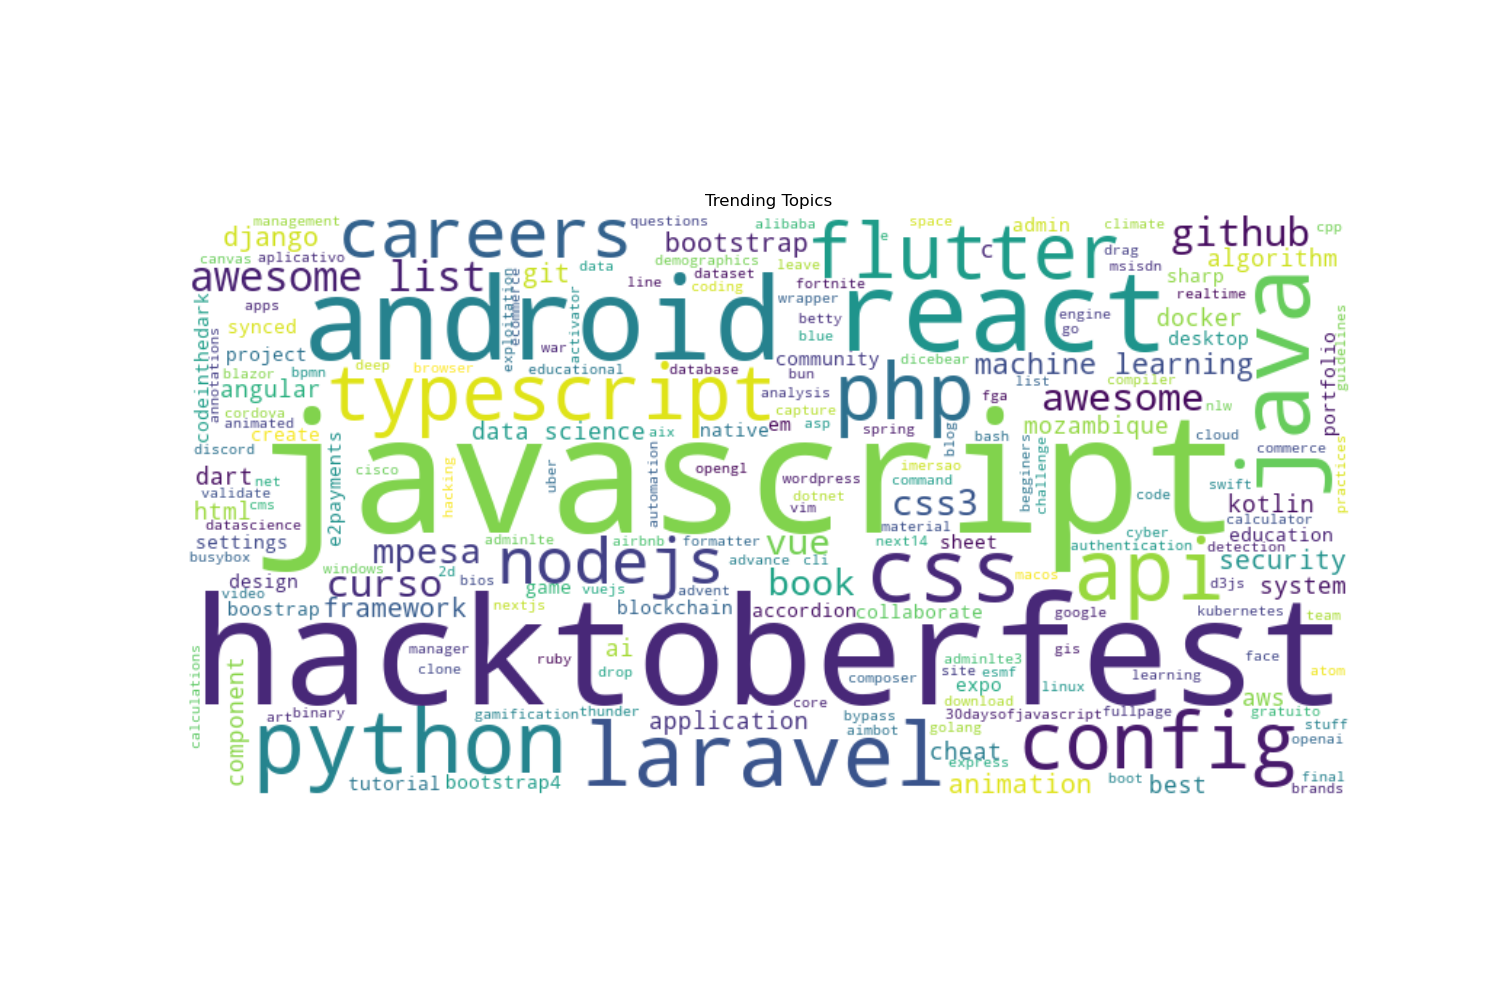 Trending Topics
management
careers
questions
alibaba
flutter
space
admin
climate
github
cpp
django
bootstrap
e
c
drag
algorithm
canvas
aplicativo
awesome list
git
data
demographics
dataset
leave
msisdn
sharp
java
codeinthedark
apps
android
exploitation
ecommerce
activator
line
coding
fortnite
wrapper
react
realtime
synced
betty
engine
go
docker
guidelines
annotations
project
war
blue
desktop
portfolio
blazor
bpmn
deep
browser
educational
database
community
dicebear
machine learning
angular
typescript
bun
analysis
php
list
compiler
cordova
capture
fga
awesome
nlw
animated
create
data science
aix
native
em
asp
spring
blog
bash
mozambique
cloud
discord
e2payments
javascript
commerce
dart
net
cisco
hacking
uber
automation
opengl
wordpress
imersao
command
begginers
challenge
swift
practices
validate
cms
dotnet
vim
css3
code
kotlin
html
datascience
material
calculator
settings
mpesa
adminlte
nodejs
airbnb
formatter
vue
next14
sheet
cyber
authentication
education
detection
busybox
windows
2d
bios
advance
cli
css
macos
api
security
design
curso
game
vuejs
advent
book
d3js
system
video
boostrap
framework
nextjs
blockchain
accordion
collaborate
google
kubernetes
team
hacktoberfest
calculations
component
manager
clone
ruby
ai
drop
composer
adminlte3
site
esmf
gis
learning
face
atom
expo
linux
aws
art
binary
gamification
thunder
application
core
bypass
download
30daysofjavascript
fullpage
gratuito
python
laravel
aimbot
golang
config
stuff
openai
cheat
express
tutorial
bootstrap4
animation
boot
best
final
brands